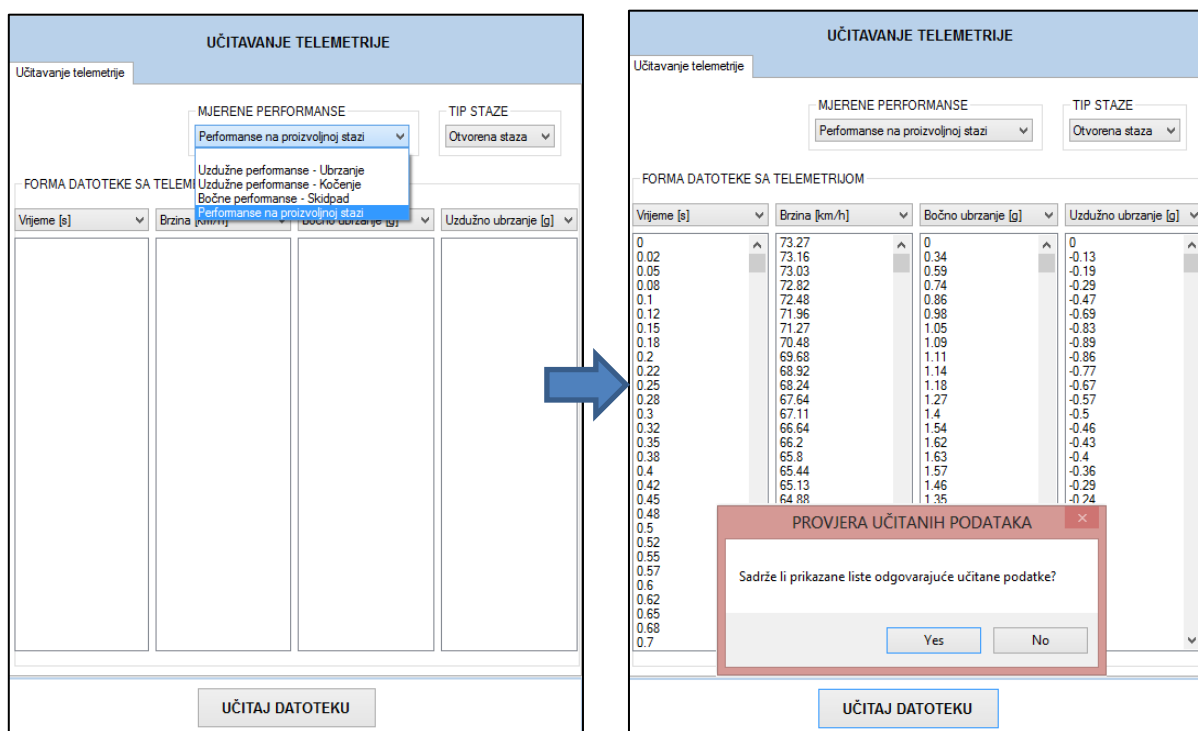 UČITAVANJE TELEMETRIJE
Učitavanje telemetrije
MJERENE PERFORMANSE
TIP STAZE
Performanse na proizvoljnoj stazi
Otvorena staza
Uzdužne performanse - Ubrzanje
Uzdužne performanse - Kočenje
Bočne performanse - Skidpad
Performanse na proizvoljnoj stazi
FORMA DATOTEKE SA
Vrijeme [s] Brzina [km/h] Bočno ubrzanje [g] Uzdužno ubrzanje [g]
UČITAJ DATOTEKU
UČITAVANJE TELEMETRIJE
Učitavanje telemetrije
MJERENE PERFORMANSE
TIP STAZE
Performanse na proizvoljnoj stazi
Otvorena staza
FORMA DATOTEKE SA TELEMETRIJOM
Vrijeme [s] Brzina [km/h] Bočno ubrzanje [g] Uzdužno ubrzanje [g]
0 73.27 0 0
0.02 73.16 0.34 -0.13
0.05 73.03 0.59 -0.19
0.08 72.82 0.74 -0.29
0.1 72.48 0.86 -0.47
0.12 71.96 0.98 -0.69
0.15 71.27 1.05 -0.83
0.18 70.48 1.09 -0.89
0.2 69.68 1.11 -0.86
0.22 68.92 1.14 -0.77
0.25 68.24 1.18 -0.67
0.28 67.64 1.27 -0.57
0.3 67.11 1.4 -0.5
0.32 66.64 1.54 -0.46
0.35 66.2 1.62 -0.43
0.38 65.8 1.63 -0.4
0.4 65.44 1.57 -0.36
0.42 65.13 1.46 -0.29
0.45 64.88 1.35 -0.24
0.48
0.5
0.52
0.55
0.57
0.6
0.62
0.65
0.68
0.7
PROVJERA UČITANIH PODATAKA
Sadrže li prikazane liste odgovarajuće učitane podatke?
Yes No
UČITAJ DATOTEKU